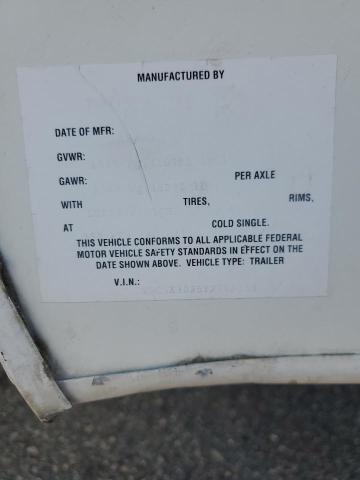 MANUFACTURED BY
DATE OF MFR:
GVWR:
GAWR: PER AXLE
WITH TIRES, RIMS,
AT COLD SINGLE.
THIS VEHICLE CONFORMS TO ALL APPLICABLE FEDERAL
MOTOR VEHICLE SAFETY STANDARDS IN EFFECT ON THE
DATE SHOWN ABOVE. VEHICLE TYPE: TRAILER
V.I.N.: